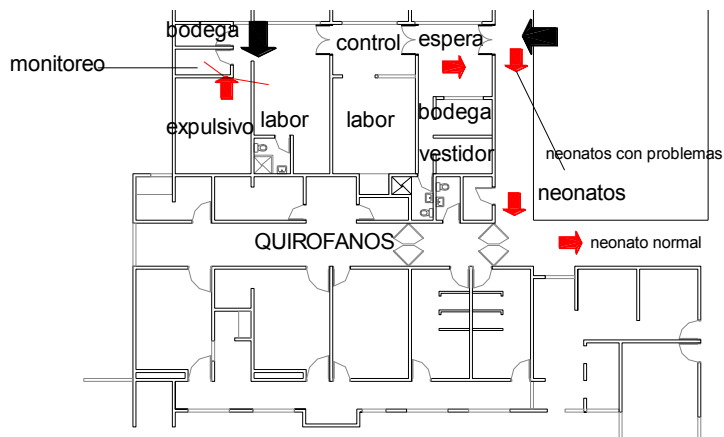 bodega
control
espera
monitoreo
expulsivo
labor
labor
bodega
vestidor
neonatos con problemas
neonatos
QUIROFANOS
neonato normal